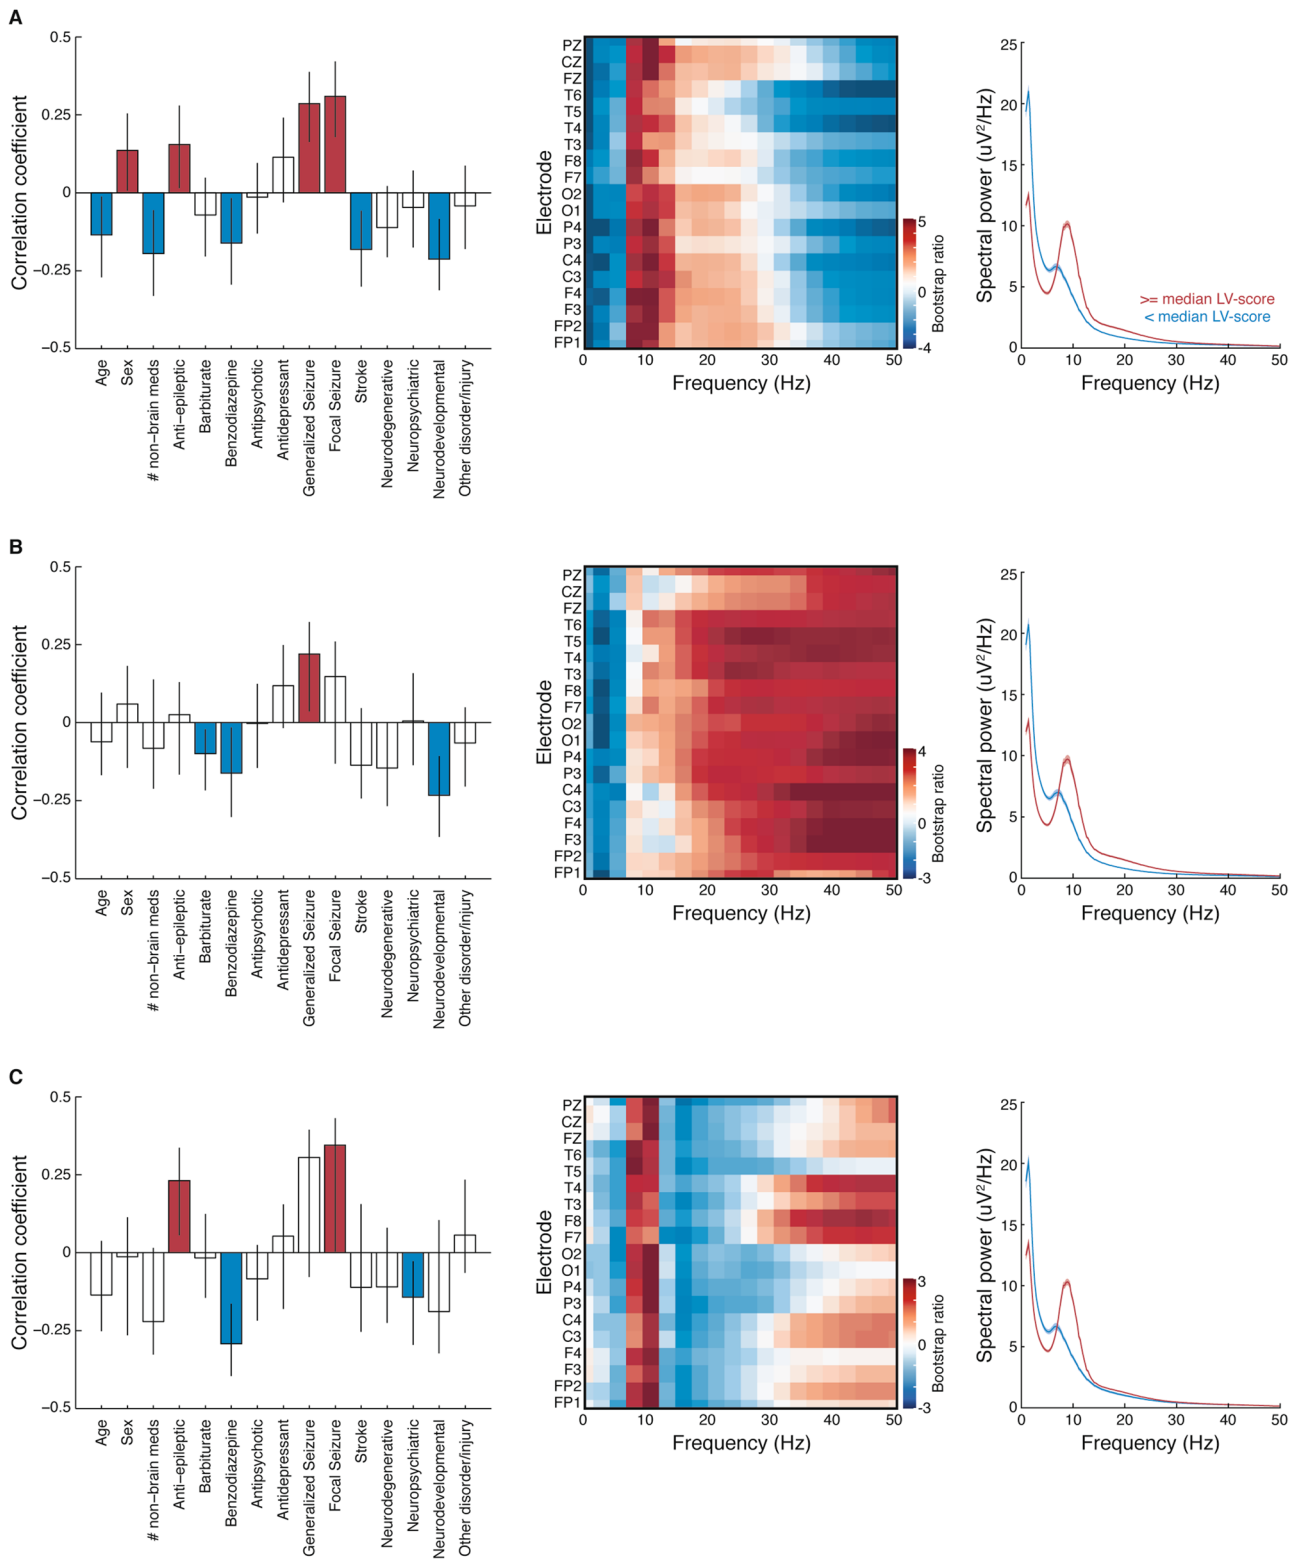 A
Correlation coefficient
0.5
0.25
0
−0.25
−0.5
Age
Sex
# non−brain meds
Anti−epileptic
Barbiturate
Benzodiazepine
Antipsychotic
Antidepressant
Generalized Seizure
Focal Seizure
Stroke
Neurodegenerative
Neuropsychiatric
Neurodevelopmental
Other disorder/injury
Electrode
PZ
CZ
FZ
T6
T5
T4
T3
F8
F7
O2
O1
P4
P3
C4
C3
F4
F3
FP2
FP1
0 10 20 30 40 50
Frequency (Hz)
5
0
-4
Bootstrap ratio
Spectral power (uV²/Hz)
25
20
15
10
5
0
>= median LV-score
< median LV-score
0 10 20 30 40 50
Frequency (Hz)
B
Correlation coefficient
0.5
0.25
0
−0.25
−0.5
Age
Sex
# non−brain meds
Anti−epileptic
Barbiturate
Benzodiazepine
Antipsychotic
Antidepressant
Generalized Seizure
Focal Seizure
Stroke
Neurodegenerative
Neuropsychiatric
Neurodevelopmental
Other disorder/injury
Electrode
PZ
CZ
FZ
T6
T5
T4
T3
F8
F7
O2
O1
P4
P3
C4
C3
F4
F3
FP2
FP1
0 10 20 30 40 50
Frequency (Hz)
4
0
-3
Bootstrap ratio
Spectral power (uV²/Hz)
25
20
15
10
5
0
0 10 20 30 40 50
Frequency (Hz)
C
Correlation coefficient
0.5
0.25
0
−0.25
−0.5
Age
Sex
# non−brain meds
Anti−epileptic
Barbiturate
Benzodiazepine
Antipsychotic
Antidepressant
Generalized Seizure
Focal Seizure
Stroke
Neurodegenerative
Neuropsychiatric
Neurodevelopmental
Other disorder/injury
Electrode
PZ
CZ
FZ
T6
T5
T4
T3
F8
F7
O2
O1
P4
P3
C4
C3
F4
F3
FP2
FP1
0 10 20 30 40 50
Frequency (Hz)
3
0
-3
Bootstrap ratio
Spectral power (uV²/Hz)
25
20
15
10
5
0
0 10 20 30 40 50
Frequency (Hz)